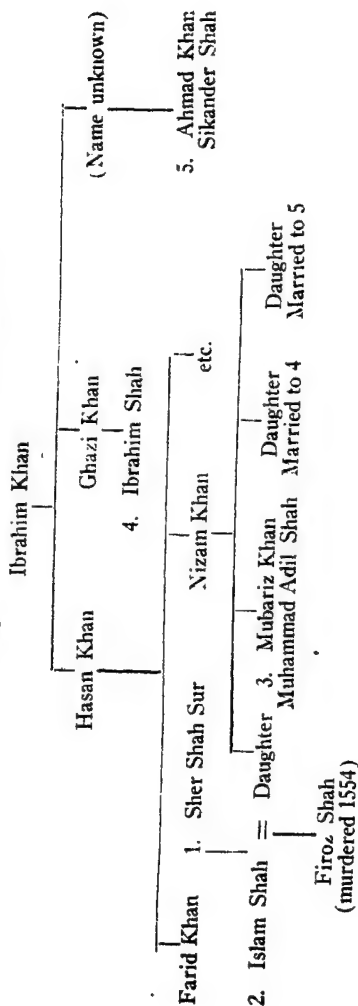 Ibrahim Khan
Hasan Khan
Ghazi Khan
(Name unknown)
4. Ibrahim Shah
5. Ahmad Khan
Sikander Shah
Farid Khan
1. Sher Shah Sur
Nizam Khan
etc.
2. Islam Shah = Daughter
3. Mubariz Khan
Muhammad Adil Shah
Daughter
Married to 4
Daughter
Married to 5
Firoz Shah
(murdered 1554)